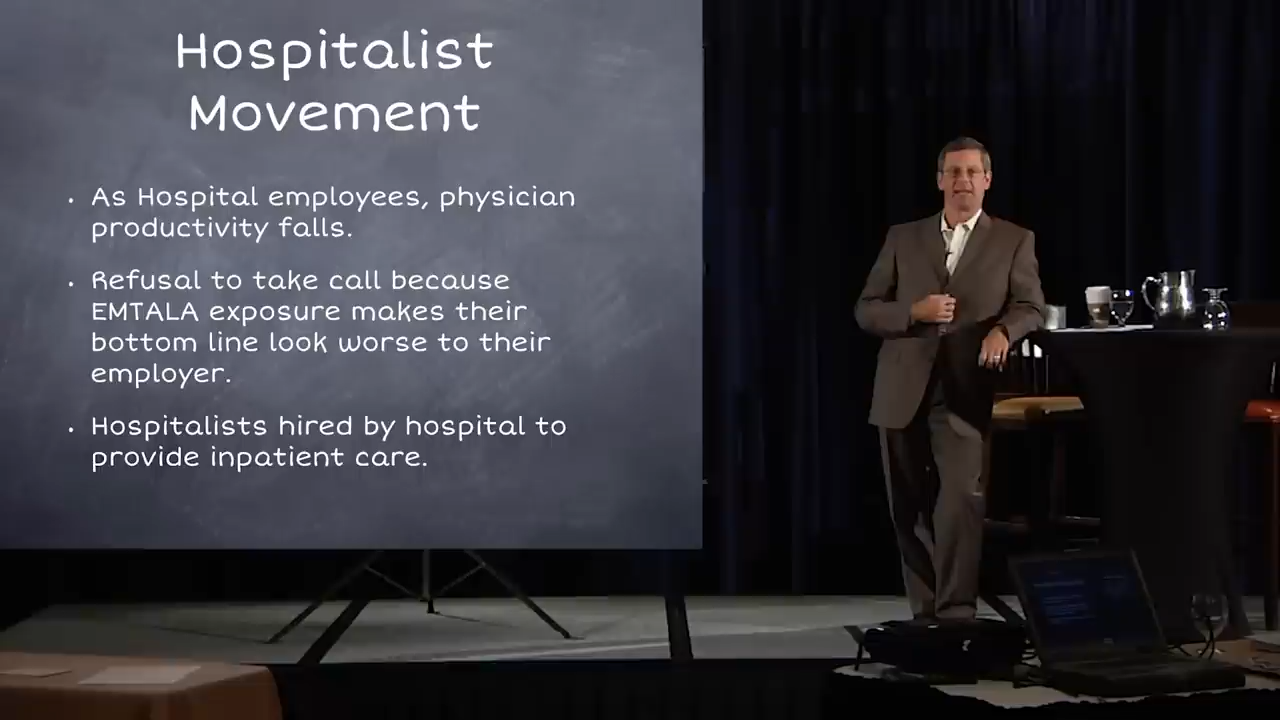 Hospitalist
Movement
• As Hospital employees, physician
productivity falls.
• Refusal to take call because
EMTALA exposure makes their
bottom line look worse to their
employer.
• Hospitalists hired by hospital to
provide inpatient care.